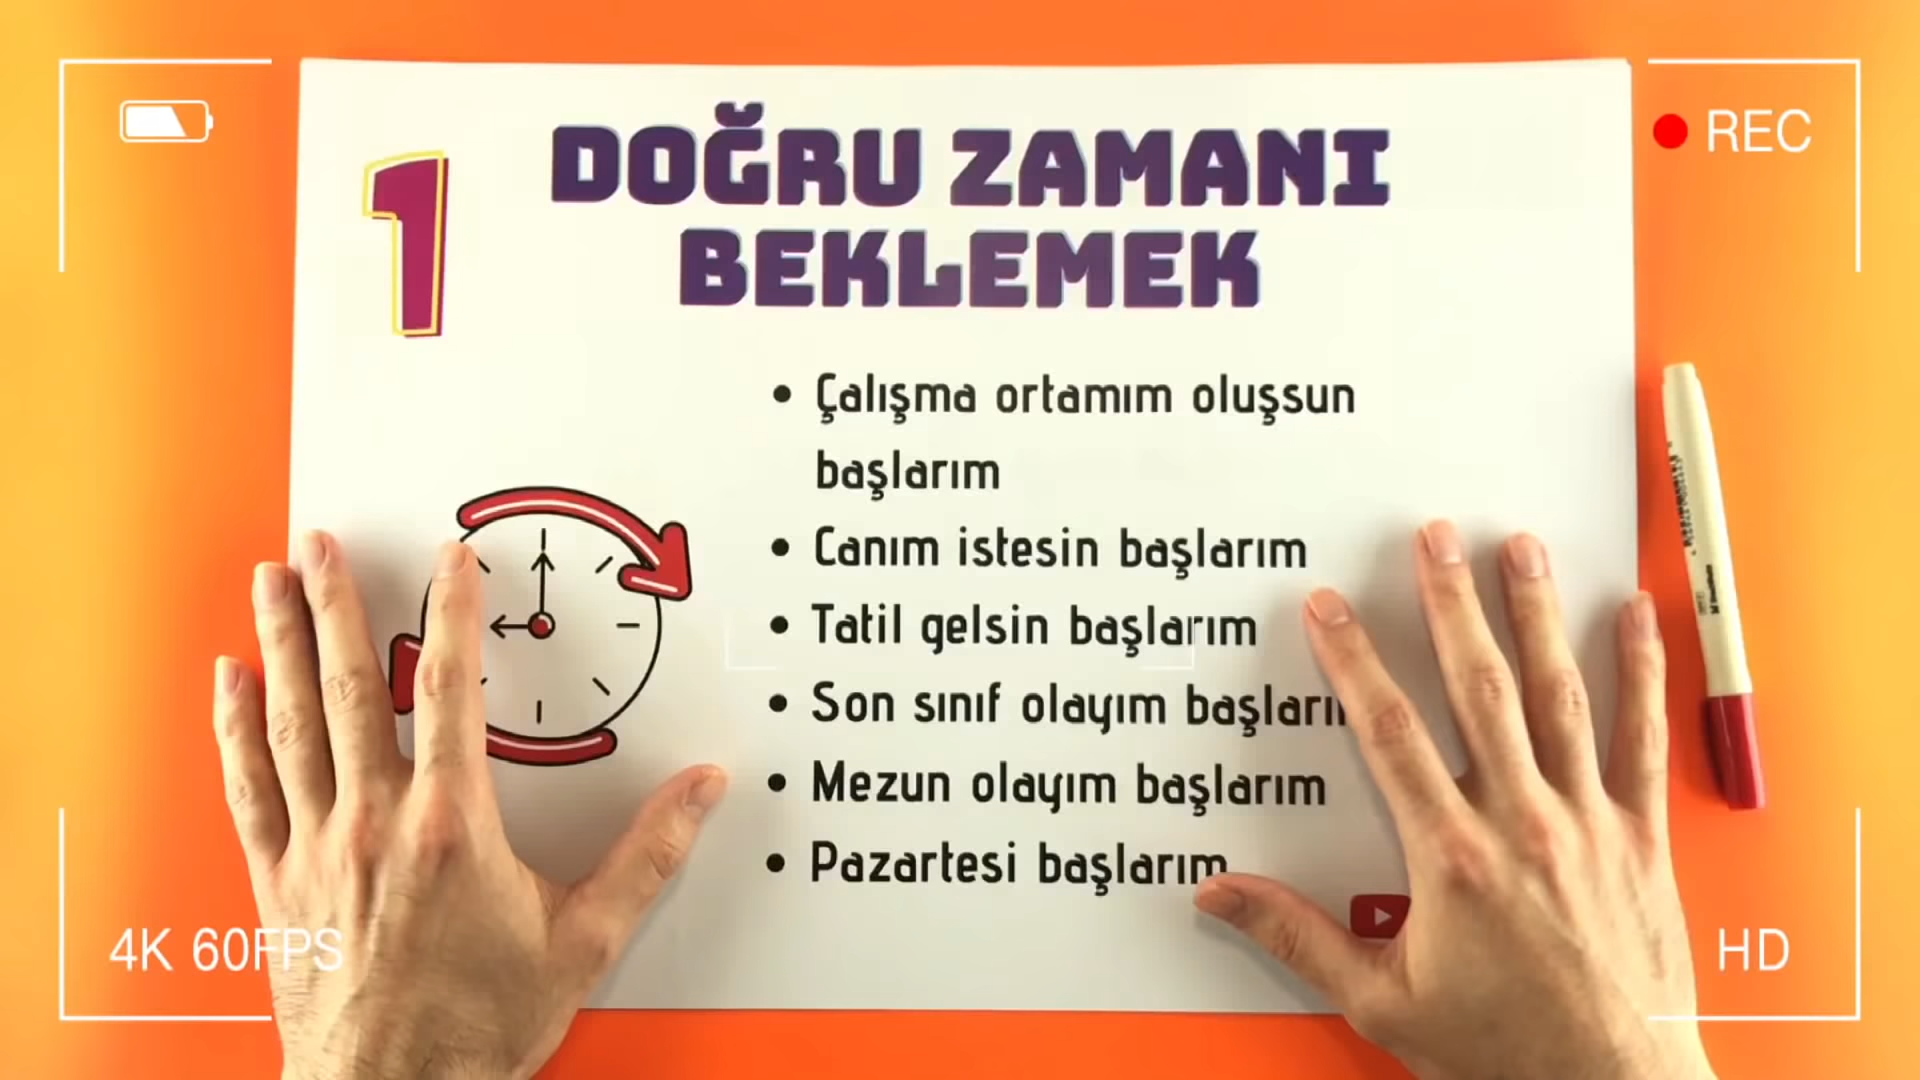 REC
1
DOĞRU ZAMANI
BEKLEMEK
• Çalışma ortamım oluşsun
başlarım
• Canım istesin başlarım
• Tatil gelsin başlarım
• Son sınıf olayım
• Mezun olayım başlarım
• Pazartesi başlarım
4K 60FPS
HD